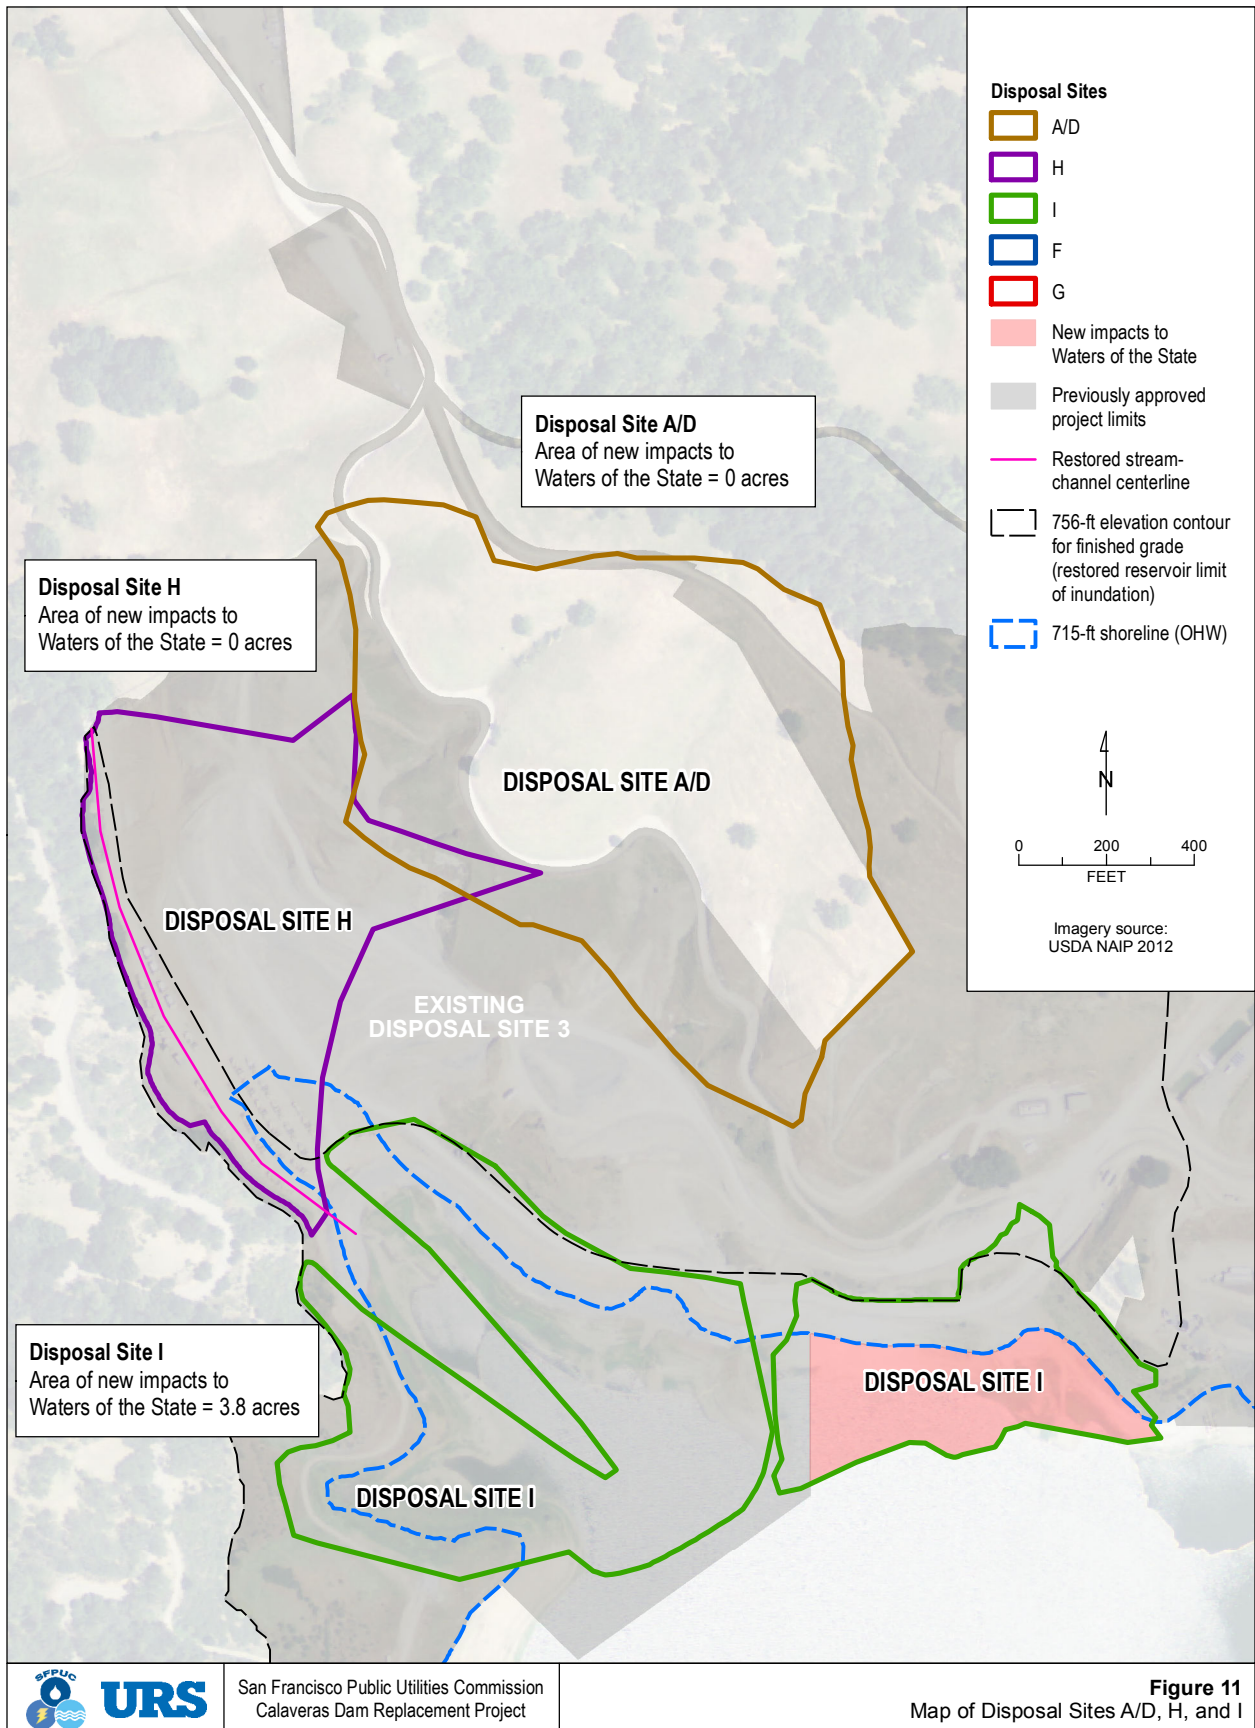 Disposal Sites
A/D
H
I
F
G
New impacts to
Waters of the State
Previously approved
project limits
Restored stream-
channel centerline
756-ft elevation contour
for finished grade
(restored reservoir limit
of inundation)
715-ft shoreline (OHW)
N
0 200 400
FEET
Imagery source:
USDA NAIP 2012
Disposal Site A/D
Area of new impacts to
Waters of the State = 0 acres
Disposal Site H
Area of new impacts to
Waters of the State = 0 acres
DISPOSAL SITE A/D
DISPOSAL SITE H
EXISTING
DISPOSAL SITE 3
Disposal Site I
Area of new impacts to
Waters of the State = 3.8 acres
DISPOSAL SITE I
DISPOSAL SITE I
SFPUC
URS
San Francisco Public Utilities Commission
Calaveras Dam Replacement Project
Figure 11
Map of Disposal Sites A/D, H, and I